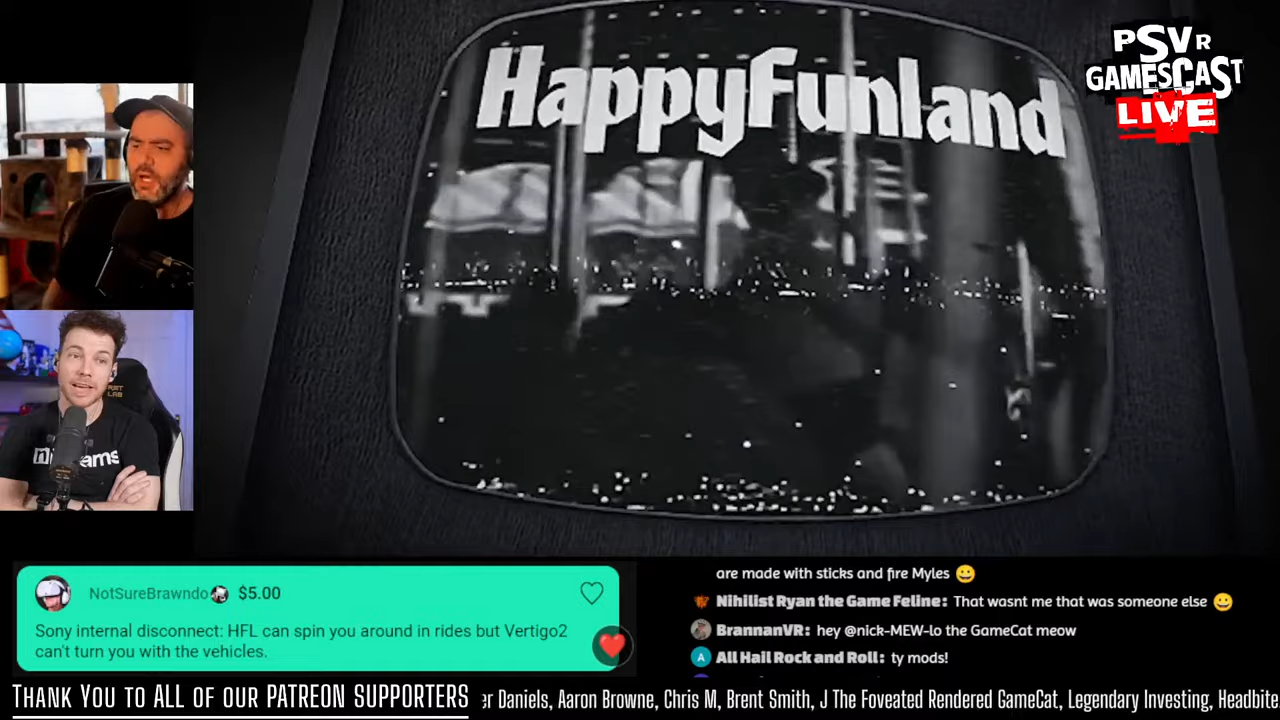 HappyFunland
PSVR
GAMESCAST
LIVE
NotSureBrawndo $5.00
Sony internal disconnect: HFL can spin you around in rides but Vertigo2
can't turn you with the vehicles.
are made with sticks and fire Myles 😀
Nihilist Ryan the Game Feline: That wasnt me that was someone else 😀
BrannanVR: hey @nick-MEW-lo the GameCat meow
A All Hail Rock and Roll: ty mods!
THANK YOU TO ALL OF OUR PATREON SUPPORTERS
er Daniels, Aaron Browne, Chris M, Brent Smith, J The Foveated Rendered GameCat, Legendary Investing, Headbite